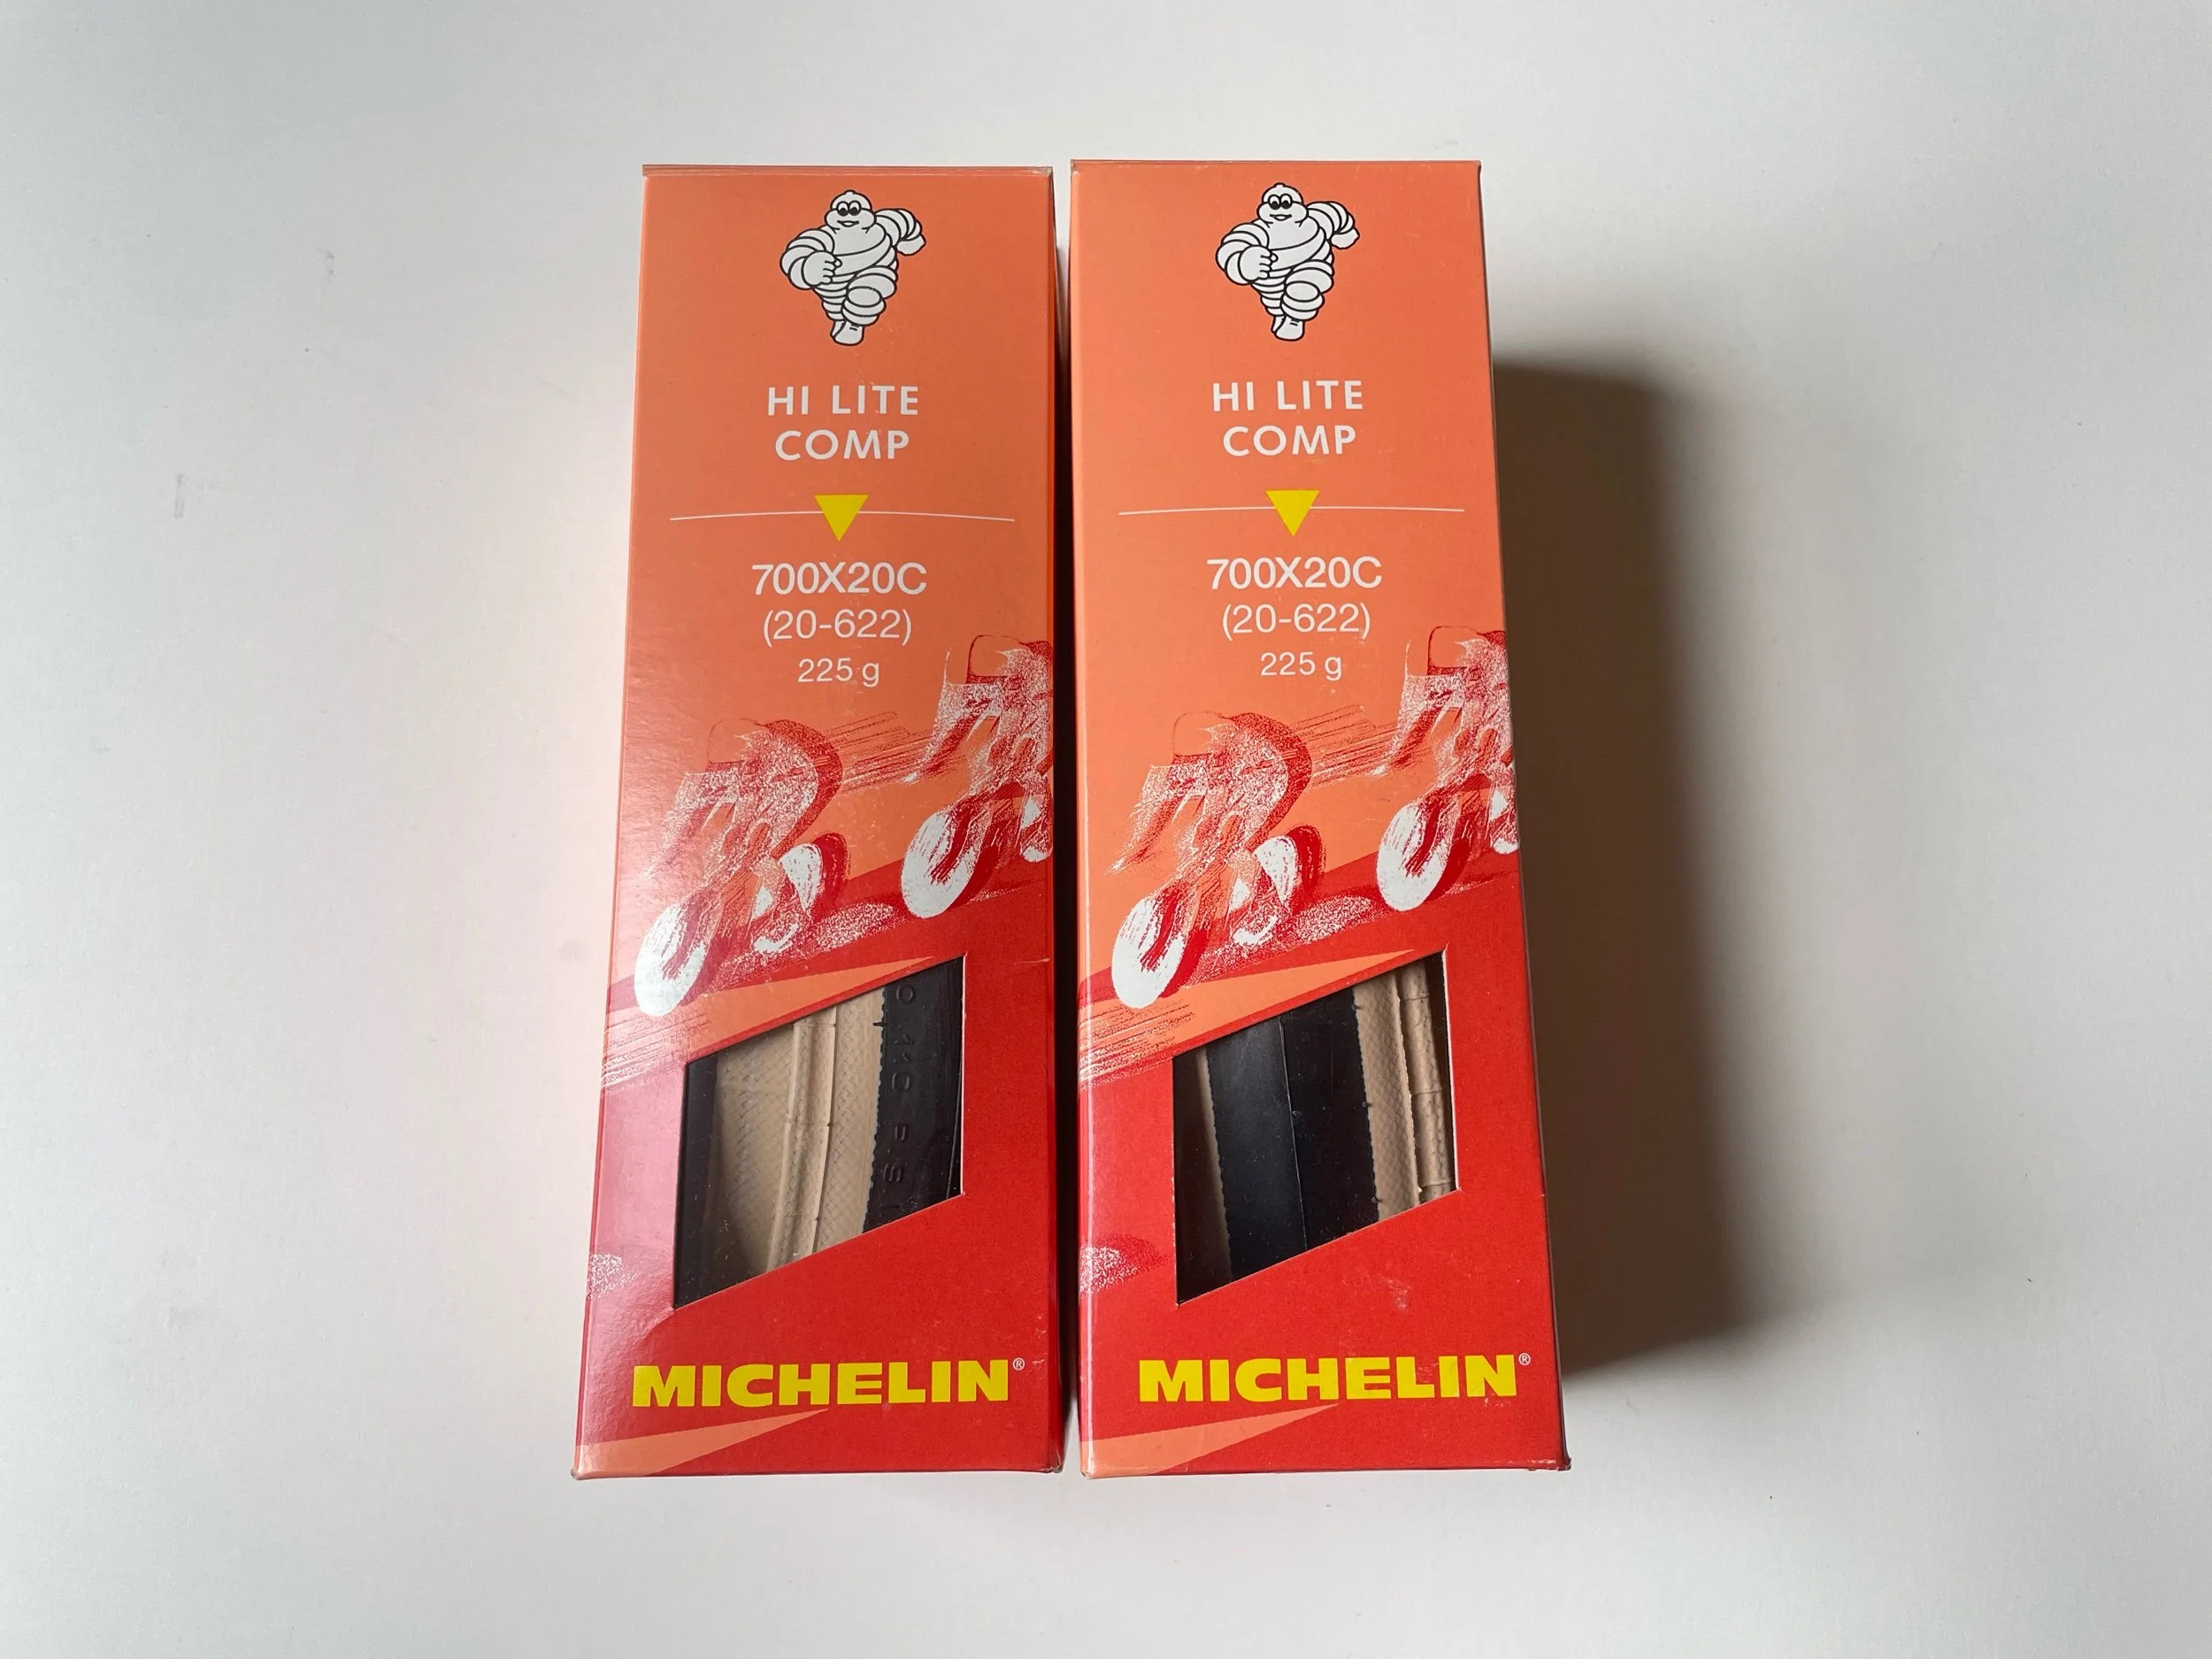 HI LITE
COMP
700X20C
(20-622)
225 g
MICHELIN®
HI LITE
COMP
700X20C
(20-622)
225 g
MICHELIN®